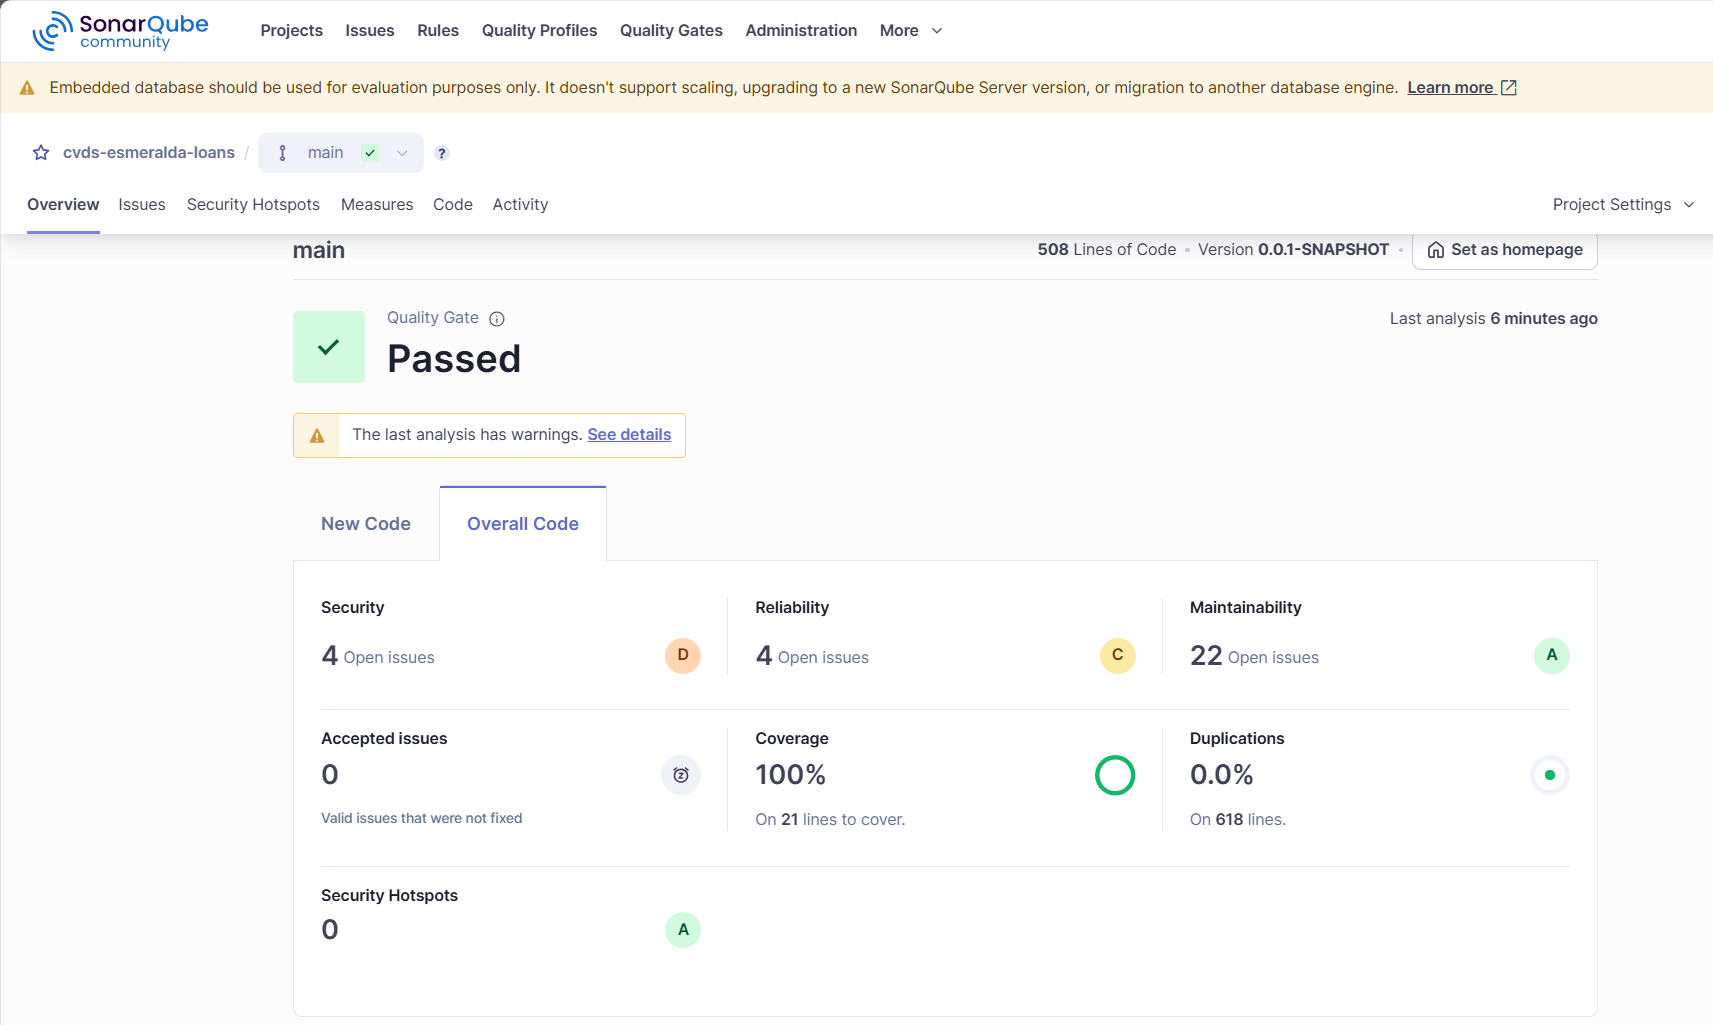 SonarQube community
Projects Issues Rules Quality Profiles Quality Gates Administration More
Embedded database should be used for evaluation purposes only. It doesn't support scaling, upgrading to a new SonarQube Server version, or migration to another database engine. Learn more
cvds-esmeralda-loans / main ?
Overview Issues Security Hotspots Measures Code Activity Project Settings
main 508 Lines of Code • Version 0.0.1-SNAPSHOT • Set as homepage
Quality Gate
Passed
Last analysis 6 minutes ago
The last analysis has warnings. See details
New Code Overall Code
Security
4 Open issues D
Reliability
4 Open issues C
Maintainability
22 Open issues A
Accepted issues
0
Valid issues that were not fixed
Coverage
100%
On 21 lines to cover.
Duplications
0.0%
On 618 lines.
Security Hotspots
0 A